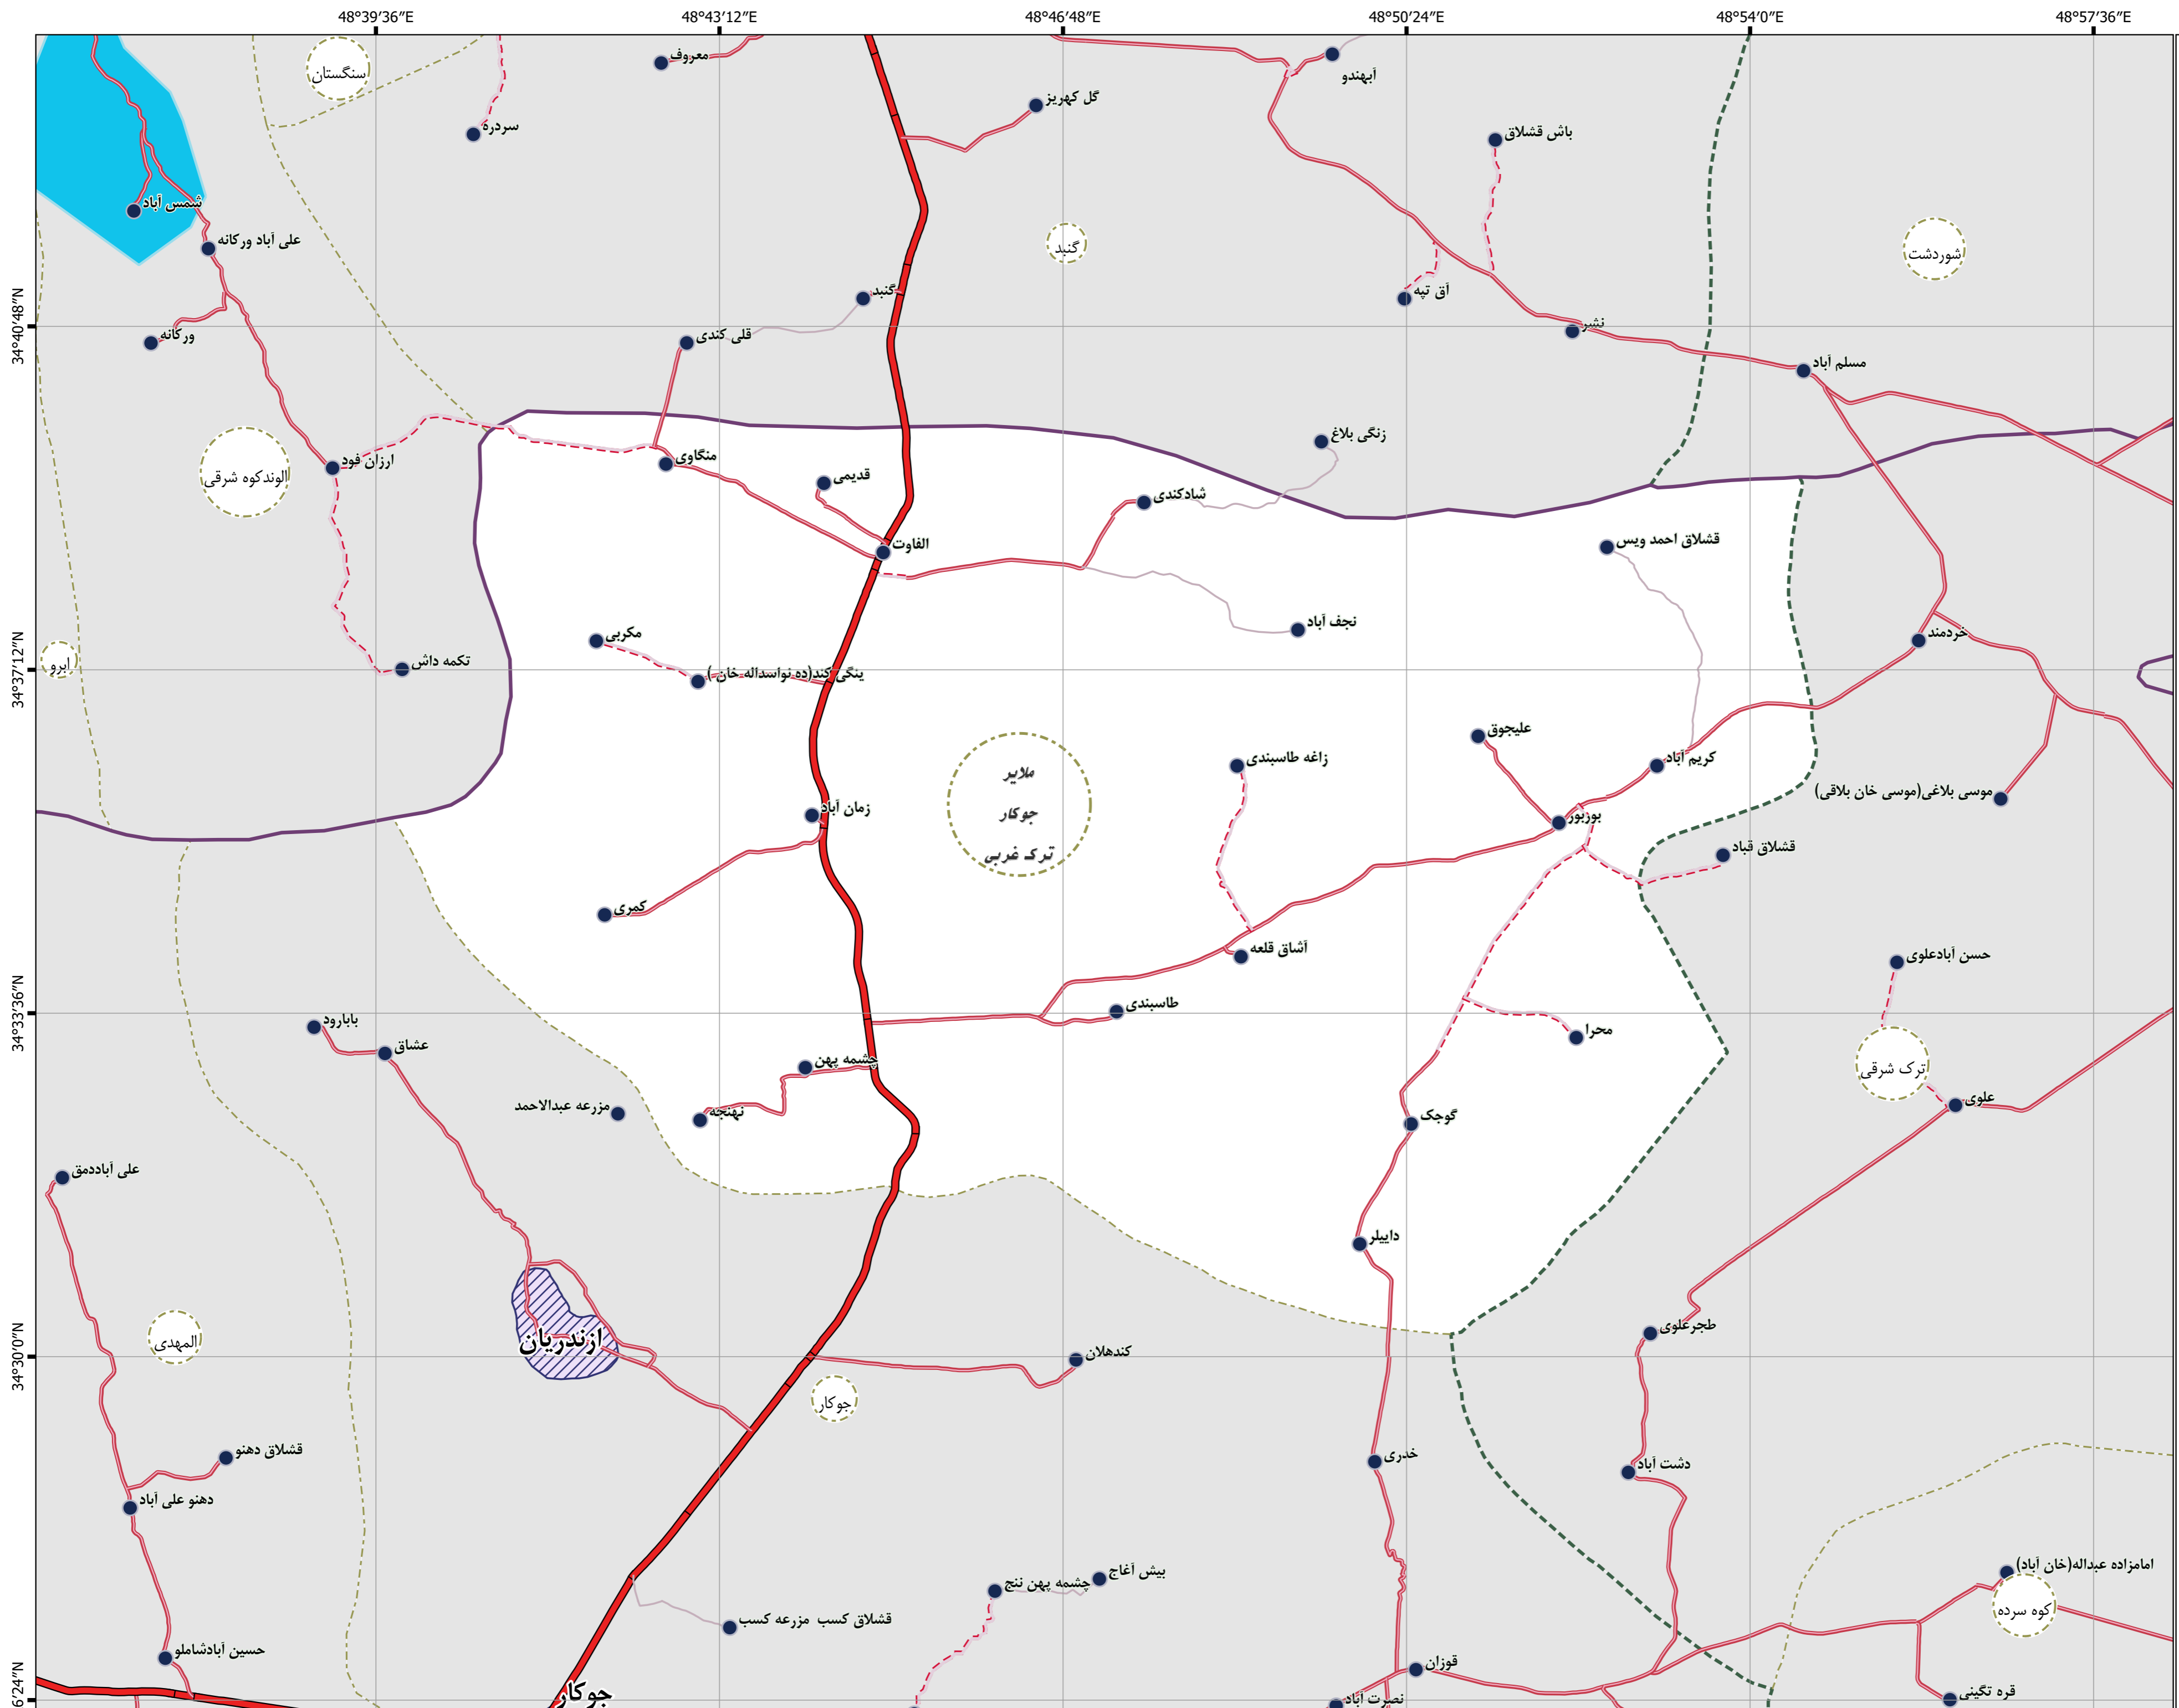 48°39'36"E
48°43'12"E
48°46'48"E
48°50'24"E
48°54'0"E
48°57'36"E
سنگستان
معروف
آبهندو
گل کهریز
سردره
باش قشلاق
شمس آباد
علی آباد ورکانه
گنبد
شوردشت
34°40'48"N
گنبد
آق تپه
نشر
ورکانه
قلی کندی
مسلم آباد
ارزان فود
الوندکوه شرقی
منگاوی
زنگی بلاغ
قدیمی
شادکندی
الفاوت
قشلاق احمد ویس
34°37'12"N
ابرو
تکمه داش
مکربی
ینگی کند(ده نواسداله خان )
نجف آباد
خردمند
علیجوق
ملایر
جوکار
ترک غربی
زاغه طاسبندی
کریم آباد
موسی بلاغی(موسی خان بلاقی)
زمان آباد
بوزبور
قشلاق قباد
کمری
آشاق قلعه
حسن آبادعلوی
34°33'36"N
بابارود
عشاق
طاسبندی
محرا
چشمه پهن
ترک شرقی
مزرعه عبدالاحمد
نهنجه
گوجک
علوی
علی آباددمق
داییلر
34°30'0"N
المهدی
ازندریان
کندهلان
طجرعلوی
جوکار
قشلاق دهنو
خدری
دشت آباد
دهنو علی آباد
چشمه پهن ننج
بیش آغاج
امامزاده عبداله(خان آباد)
کوه سرده
قشلاق کسب مزرعه کسب
حسین آبادشاملو
قوزان
6'24"N
جوکار
نصرت آباد
قره تگینی